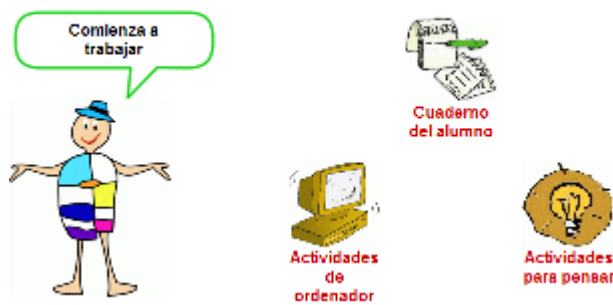 Comienza a
trabajar
Cuaderno
del alumno
Actividades
de
ordenador
Actividades
para pensar